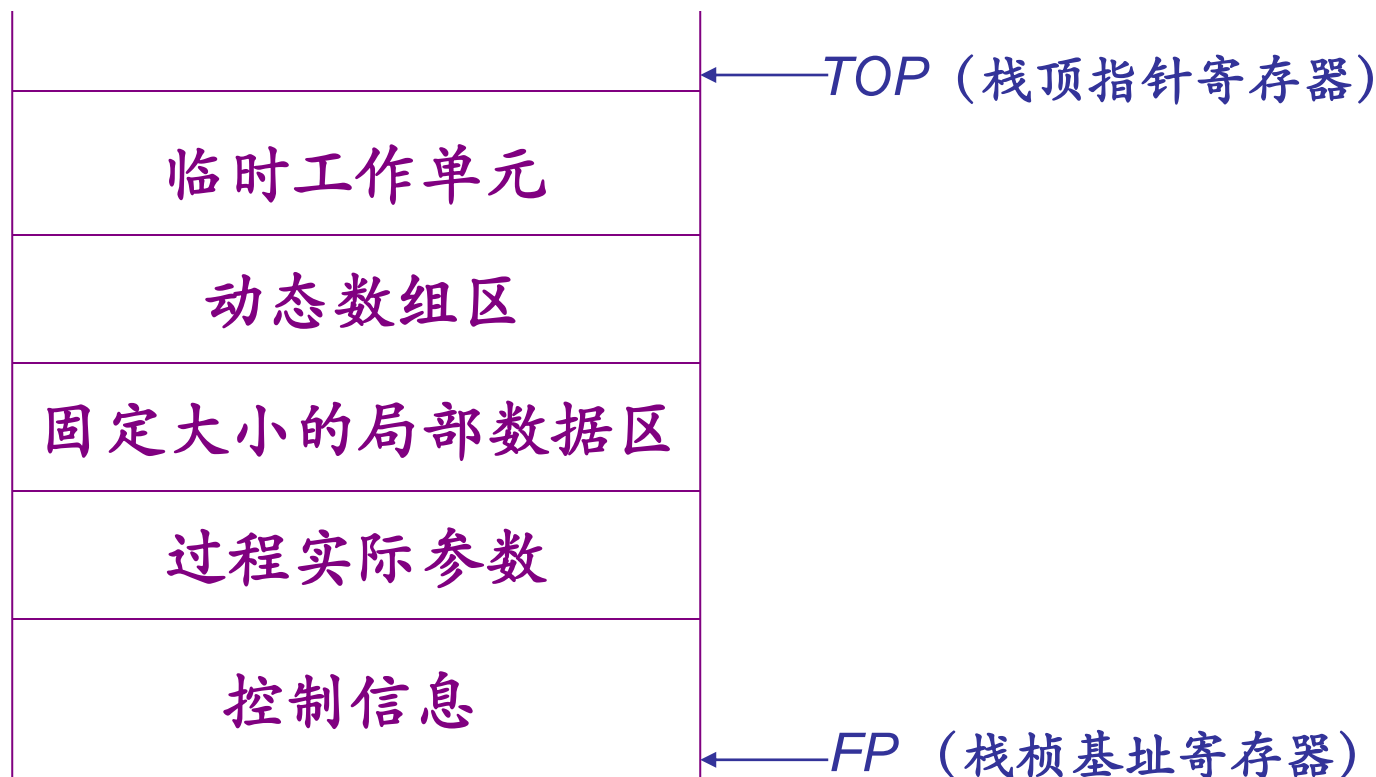 TOP（栈顶指针寄存器）
临时工作单元
动态数组区
固定大小的局部数据区
过程实际参数
控制信息
FP （栈桢基址寄存器）